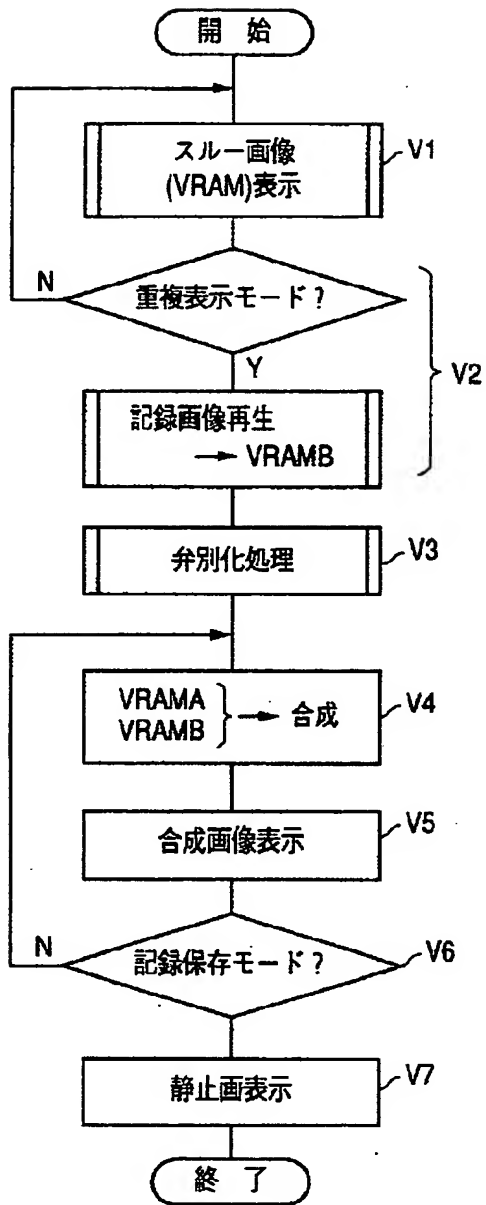 開 始
スルー画像
(VRAM)表示
V1
N
重複表示モード?
Y
V2
記録画像再生
→ VRAMB
弁別化処理
V3
VRAMA
VRAMB
→ 合成
V4
合成画像表示
V5
N
記録保存モード?
V6
静止画表示
V7
終 了